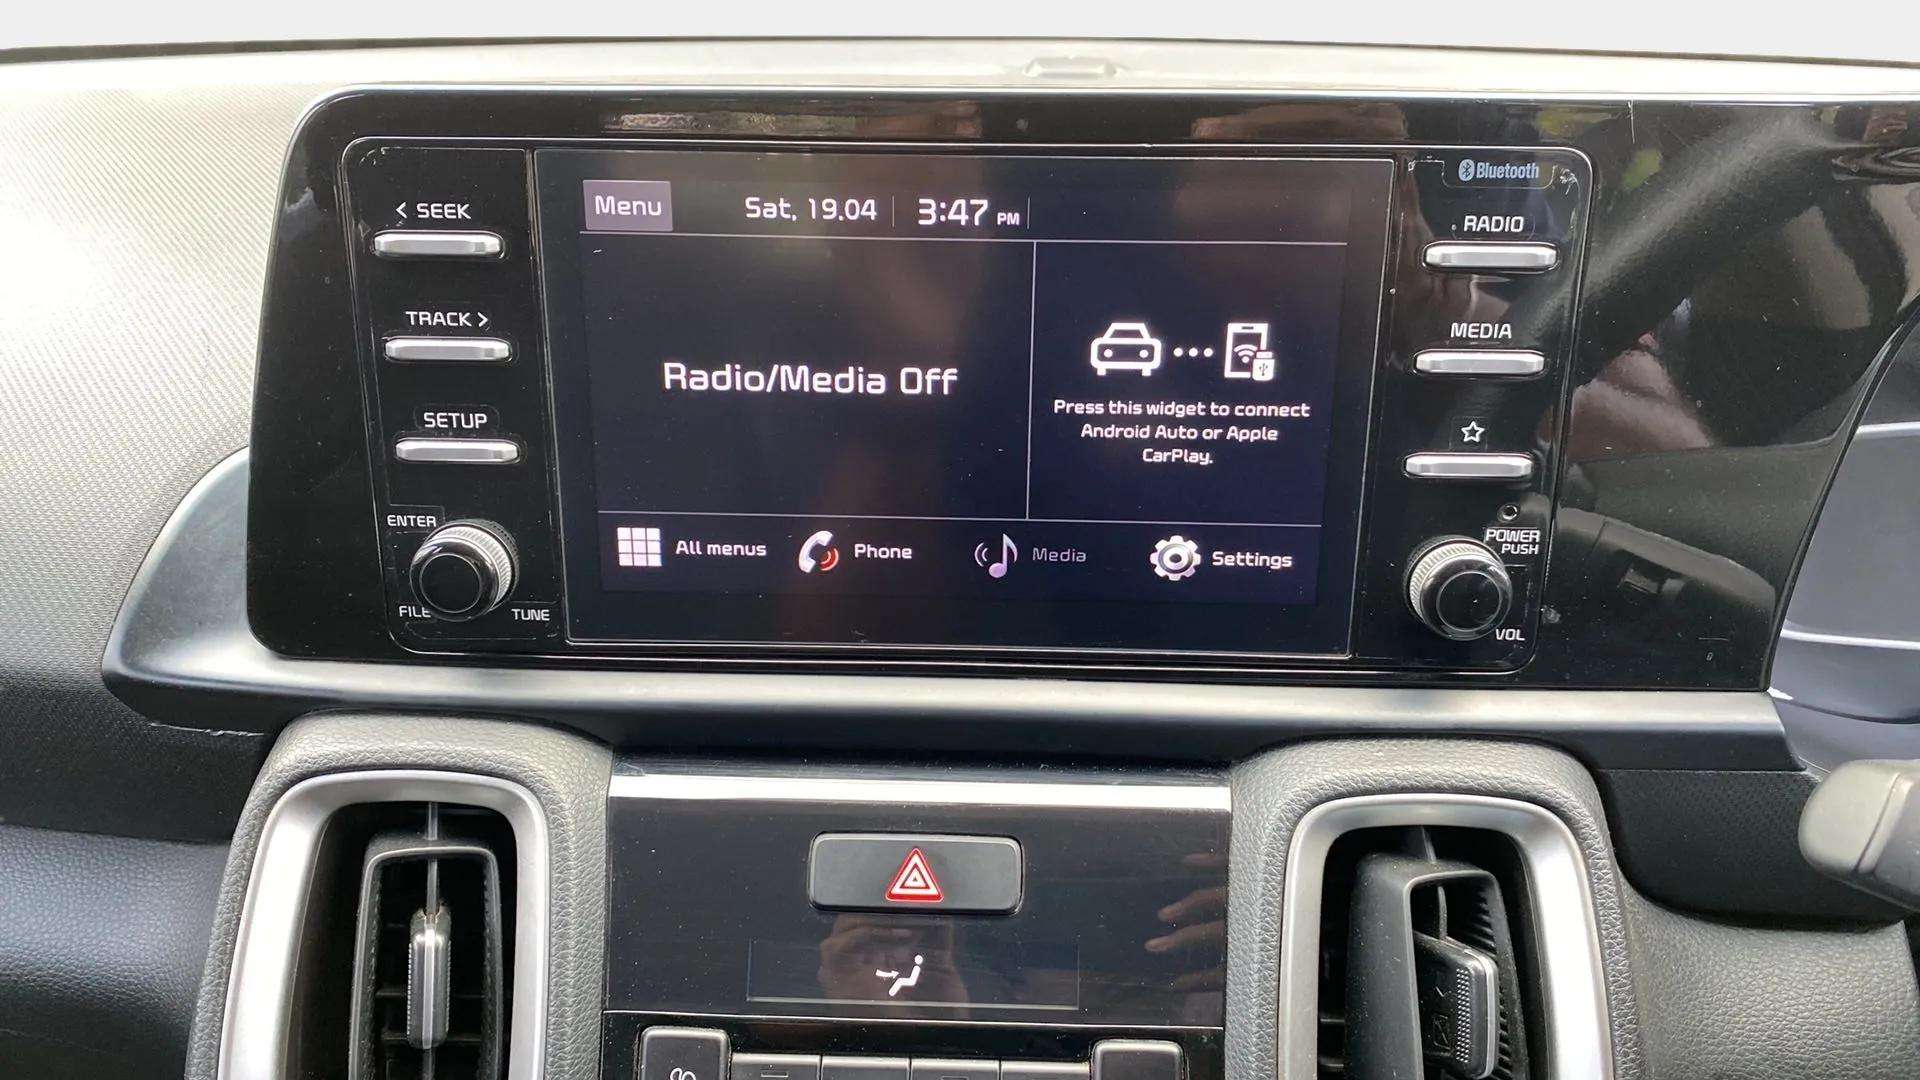 Bluetooth
< SEEK
Menu
Sat, 19.04
3:47 PM
RADIO
TRACK >
MEDIA
Radio/Media Off
Press this widget to connect
Android Auto or Apple
CarPlay.
SETUP
ENTER
FILE
TUNE
All menus
Phone
Media
Settings
POWER
PUSH
VOL